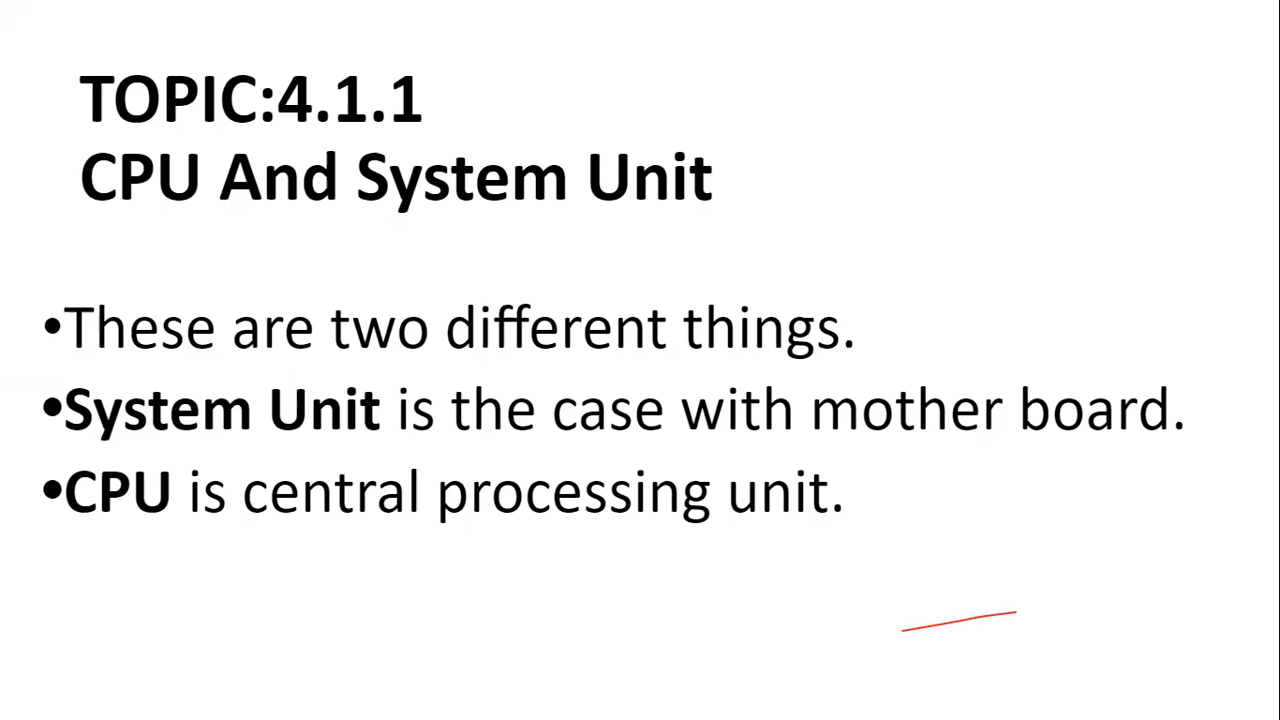 TOPIC:4.1.1
CPU And System Unit
•These are two different things.
•System Unit is the case with mother board.
•CPU is central processing unit.